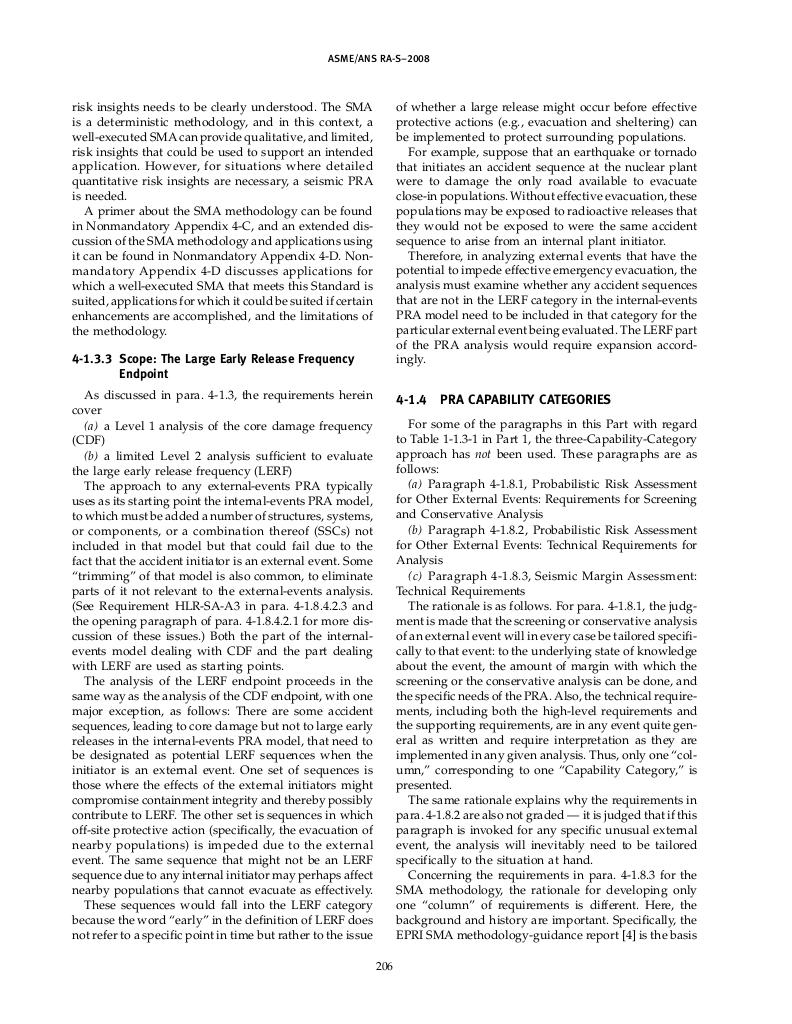 ASME/ANS RA-S–2008
risk insights needs to be clearly understood. The SMA
is a deterministic methodology, and in this context, a
well-executed SMA can provide qualitative, and limited,
risk insights that could be used to support an intended
application. However, for situations where detailed
quantitative risk insights are necessary, a seismic PRA
is needed.
A primer about the SMA methodology can be found
in Nonmandatory Appendix 4-C, and an extended dis-
cussion of the SMA methodology and applications using
it can be found in Nonmandatory Appendix 4-D. Non-
mandatory Appendix 4-D discusses applications for
which a well-executed SMA that meets this Standard is
suited, applications for which it could be suited if certain
enhancements are accomplished, and the limitations of
the methodology.
4-1.3.3 Scope: The Large Early Release Frequency
Endpoint
As discussed in para. 4-1.3, the requirements herein
cover
(a) a Level 1 analysis of the core damage frequency
(CDF)
(b) a limited Level 2 analysis sufficient to evaluate
the large early release frequency (LERF)
The approach to any external-events PRA typically
uses as its starting point the internal-events PRA model,
to which must be added a number of structures, systems,
or components, or a combination thereof (SSCs) not
included in that model but that could fail due to the
fact that the accident initiator is an external event. Some
“trimming” of that model is also common, to eliminate
parts of it not relevant to the external-events analysis.
(See Requirement HLR-SA-A3 in para. 4-1.8.4.2.3 and
the opening paragraph of para. 4-1.8.4.2.1 for more dis-
cussion of these issues.) Both the part of the internal-
events model dealing with CDF and the part dealing
with LERF are used as starting points.
The analysis of the LERF endpoint proceeds in the
same way as the analysis of the CDF endpoint, with one
major exception, as follows: There are some accident
sequences, leading to core damage but not to large early
releases in the internal-events PRA model, that need to
be designated as potential LERF sequences when the
initiator is an external event. One set of sequences is
those where the effects of the external initiators might
compromise containment integrity and thereby possibly
contribute to LERF. The other set is sequences in which
off-site protective action (specifically, the evacuation of
nearby populations) is impeded due to the external
event. The same sequence that might not be an LERF
sequence due to any internal initiator may perhaps affect
nearby populations that cannot evacuate as effectively.
These sequences would fall into the LERF category
because the word “early” in the definition of LERF does
not refer to a specific point in time but rather to the issue
of whether a large release might occur before effective
protective actions (e.g., evacuation and sheltering) can
be implemented to protect surrounding populations.
For example, suppose that an earthquake or tornado
that initiates an accident sequence at the nuclear plant
were to damage the only road available to evacuate
close-in populations. Without effective evacuation, these
populations may be exposed to radioactive releases that
they would not be exposed to were the same accident
sequence to arise from an internal plant initiator.
Therefore, in analyzing external events that have the
potential to impede effective emergency evacuation, the
analysis must examine whether any accident sequences
that are not in the LERF category in the internal-events
PRA model need to be included in that category for the
particular external event being evaluated. The LERF part
of the PRA analysis would require expansion accord-
ingly.
4-1.4 PRA CAPABILITY CATEGORIES
For some of the paragraphs in this Part with regard
to Table 1-1.3-1 in Part 1, the three-Capability-Category
approach has not been used. These paragraphs are as
follows:
(a) Paragraph 4-1.8.1, Probabilistic Risk Assessment
for Other External Events: Requirements for Screening
and Conservative Analysis
(b) Paragraph 4-1.8.2, Probabilistic Risk Assessment
for Other External Events: Technical Requirements for
Analysis
(c) Paragraph 4-1.8.3, Seismic Margin Assessment:
Technical Requirements
The rationale is as follows. For para. 4-1.8.1, the judg-
ment is made that the screening or conservative analysis
of an external event will in every case be tailored specifi-
cally to that event: to the underlying state of knowledge
about the event, the amount of margin with which the
screening or the conservative analysis can be done, and
the specific needs of the PRA. Also, the technical require-
ments, including both the high-level requirements and
the supporting requirements, are in any event quite gen-
eral as written and require interpretation as they are
implemented in any given analysis. Thus, only one “col-
umn,” corresponding to one “Capability Category,” is
presented.
The same rationale explains why the requirements in
para. 4-1.8.2 are also not graded — it is judged that if this
paragraph is invoked for any specific unusual external
event, the analysis will inevitably need to be tailored
specifically to the situation at hand.
Concerning the requirements in para. 4-1.8.3 for the
SMA methodology, the rationale for developing only
one “column” of requirements is different. Here, the
background and history are important. Specifically, the
EPRI SMA methodology-guidance report [4] is the basis
206